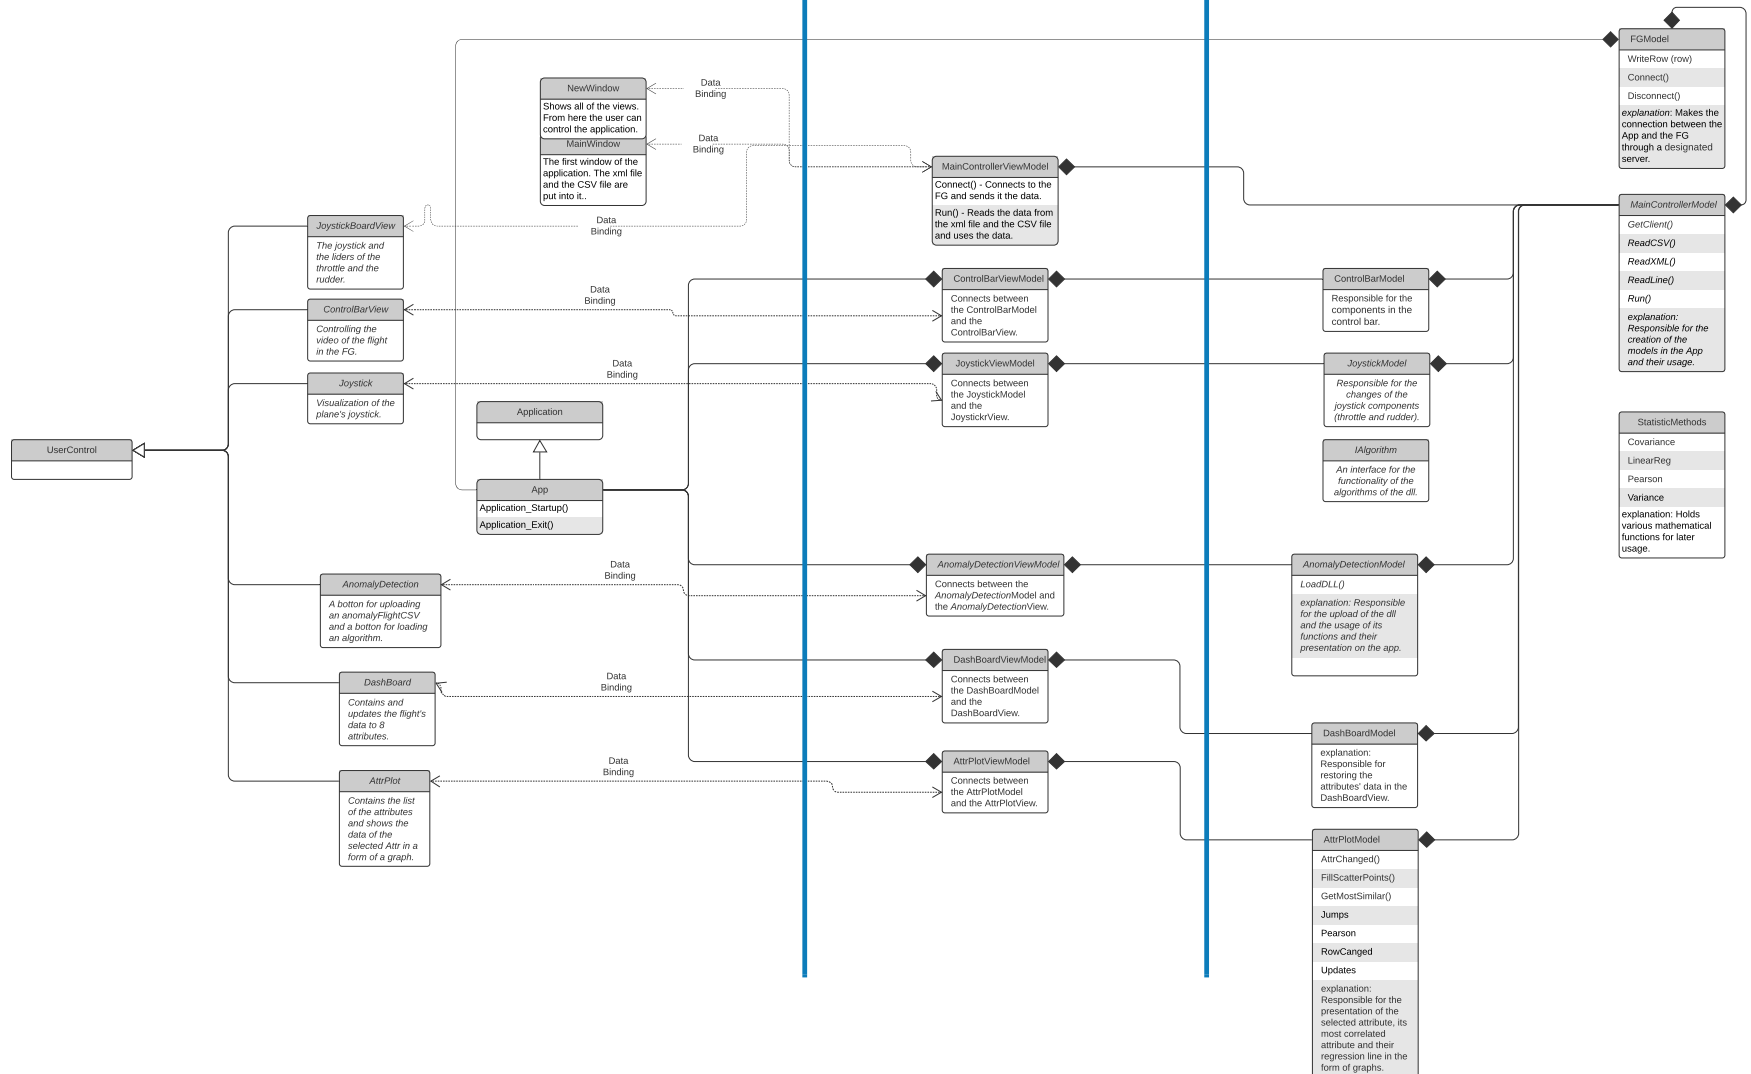 FGModel
WriteRow (row)
Connect()
Disconnect()
explanation: Makes the
connection between the
App and the FG
through a designated
server.
NewWindow
Shows all of the views.
From here the user can
control the application.
MainWindow
The first window of the
application. The xml file
and the CSV file are
put into it..
Data
Binding
Data
Binding
Data
Binding
MainControllerViewModel
Connect() - Connects to the
FG and sends it the data.
Run() - Reads the data from
the xml file and the CSV file
and uses the data.
MainControllerModel
GetClient()
ReadCSV()
ReadXML()
ReadLine()
Run()
explanation:
Responsible for the
creation of the
models in the App
and their usage.
JoystickBoardView
The joystick and
the liders of the
throttle and the
rudder.
ControlBarView
Controlling the
video of the flight
in the FG.
Data
Binding
ControlBarViewModel
Connects between
the ControlBarModel
and the
ControlBarView.
ControlBarModel
Responsible for the
components in the
control bar.
Joystick
Visualization of the
plane's joystick.
Data
Binding
JoystickViewModel
Connects between
the JoystickModel
and the
JoystickrView.
JoystickModel
Responsible for the
changes of the
joystick components
(throttle and rudder).
Application
UserControl
App
Application_Startup()
Application_Exit()
IAlgorithm
An interface for the
functionality of the
algorithms of the dll.
StatisticMethods
Covariance
LinearReg
Pearson
Variance
explanation: Holds
various mathematical
functions for later
usage.
AnomalyDetection
A botton for uploading
an anomalyFlightCSV
and a botton for loading
an algorithm.
Data
Binding
AnomalyDetectionViewModel
Connects between the
AnomalyDetectionModel and
the AnomalyDetectionView.
AnomalyDetectionModel
LoadDLL()
explanation: Responsible
for the upload of the dll
and the usage of its
functions and their
presentation on the app.
DashBoard
Contains and
updates the flight's
data to 8
attributes.
Data
Binding
DashBoardViewModel
Connects between
the DashBoardModel
and the
DashBoardView.
DashBoardModel
explanation:
Responsible for
restoring the
attributes' data in the
DashBoardView.
AttrPlot
Contains the list
of the attributes
and shows the
data of the
selected Attr in a
form of a graph.
Data
Binding
AttrPlotViewModel
Connects between
the AttrPlotModel
and the AttrPlotView.
AttrPlotModel
AttrChanged()
FillScatterPoints()
GetMostSimilar()
Jumps
Pearson
RowCanged
Updates
explanation:
Responsible for the
presentation of the
selected attribute, its
most correlated
attribute and their
regression line in the
form of graphs.